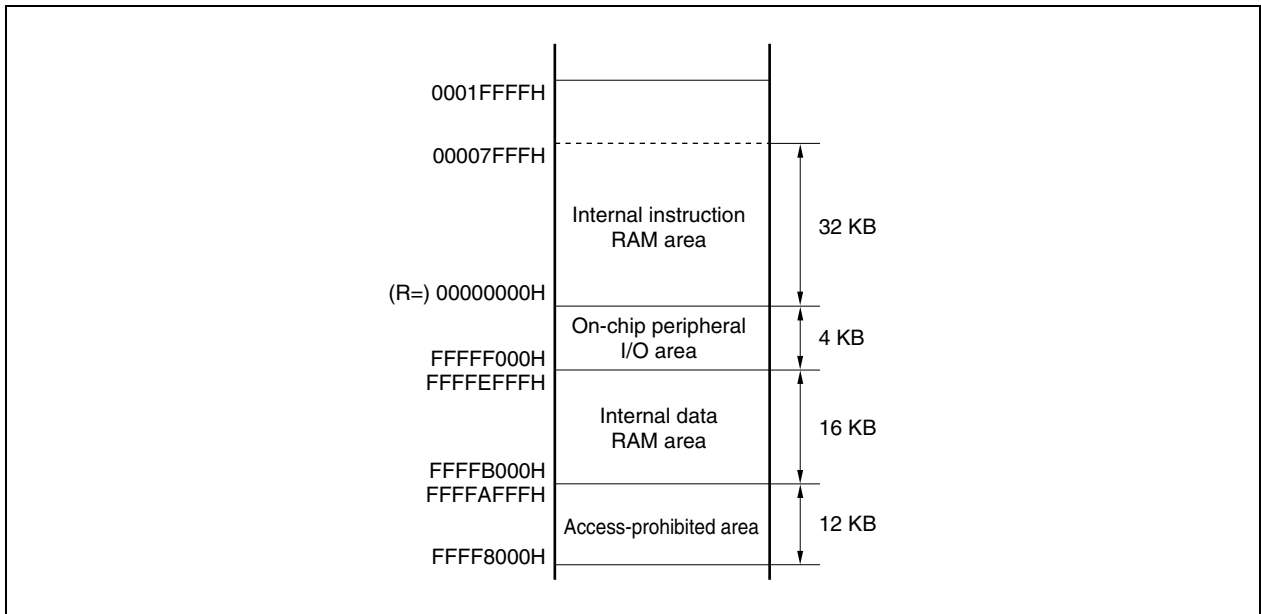 0001FFFFH
00007FFFH
Internal instruction
RAM area
32 KB
(R=) 00000000H
On-chip peripheral
I/O area
4 KB
FFFFF000H
FFFFEFFFH
Internal data
RAM area
16 KB
FFFFB000H
FFFFAFFFH
Access-prohibited area
12 KB
FFFF8000H